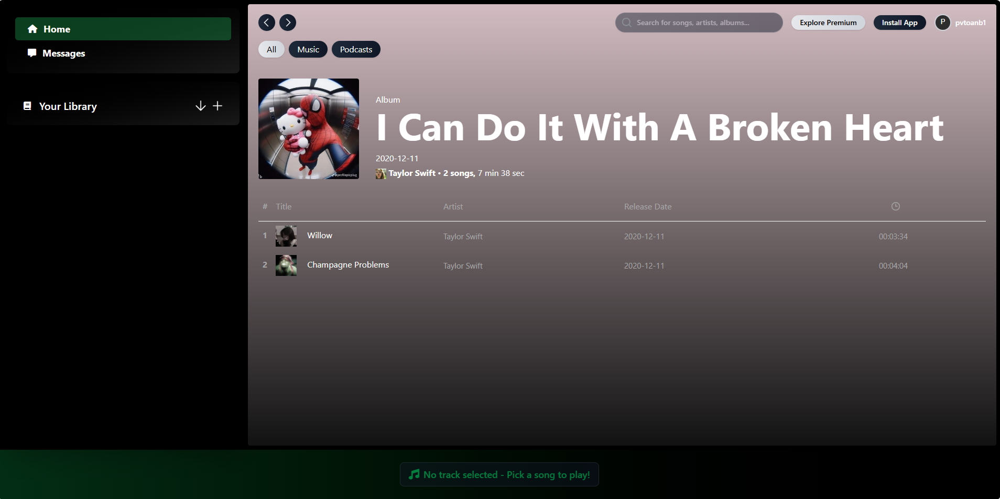 Home
Messages
Your Library
Search for songs, artists, albums...
Explore Premium
Install App
P
pvtoanb1
All
Music
Podcasts
@profilepicplug
Album
I Can Do It With A Broken Heart
2020-12-11
Taylor Swift • 2 songs, 7 min 38 sec
# Title Artist Release Date
1 Willow Taylor Swift 2020-12-11 00:03:34
2 Champagne Problems Taylor Swift 2020-12-11 00:04:04
No track selected - Pick a song to play!